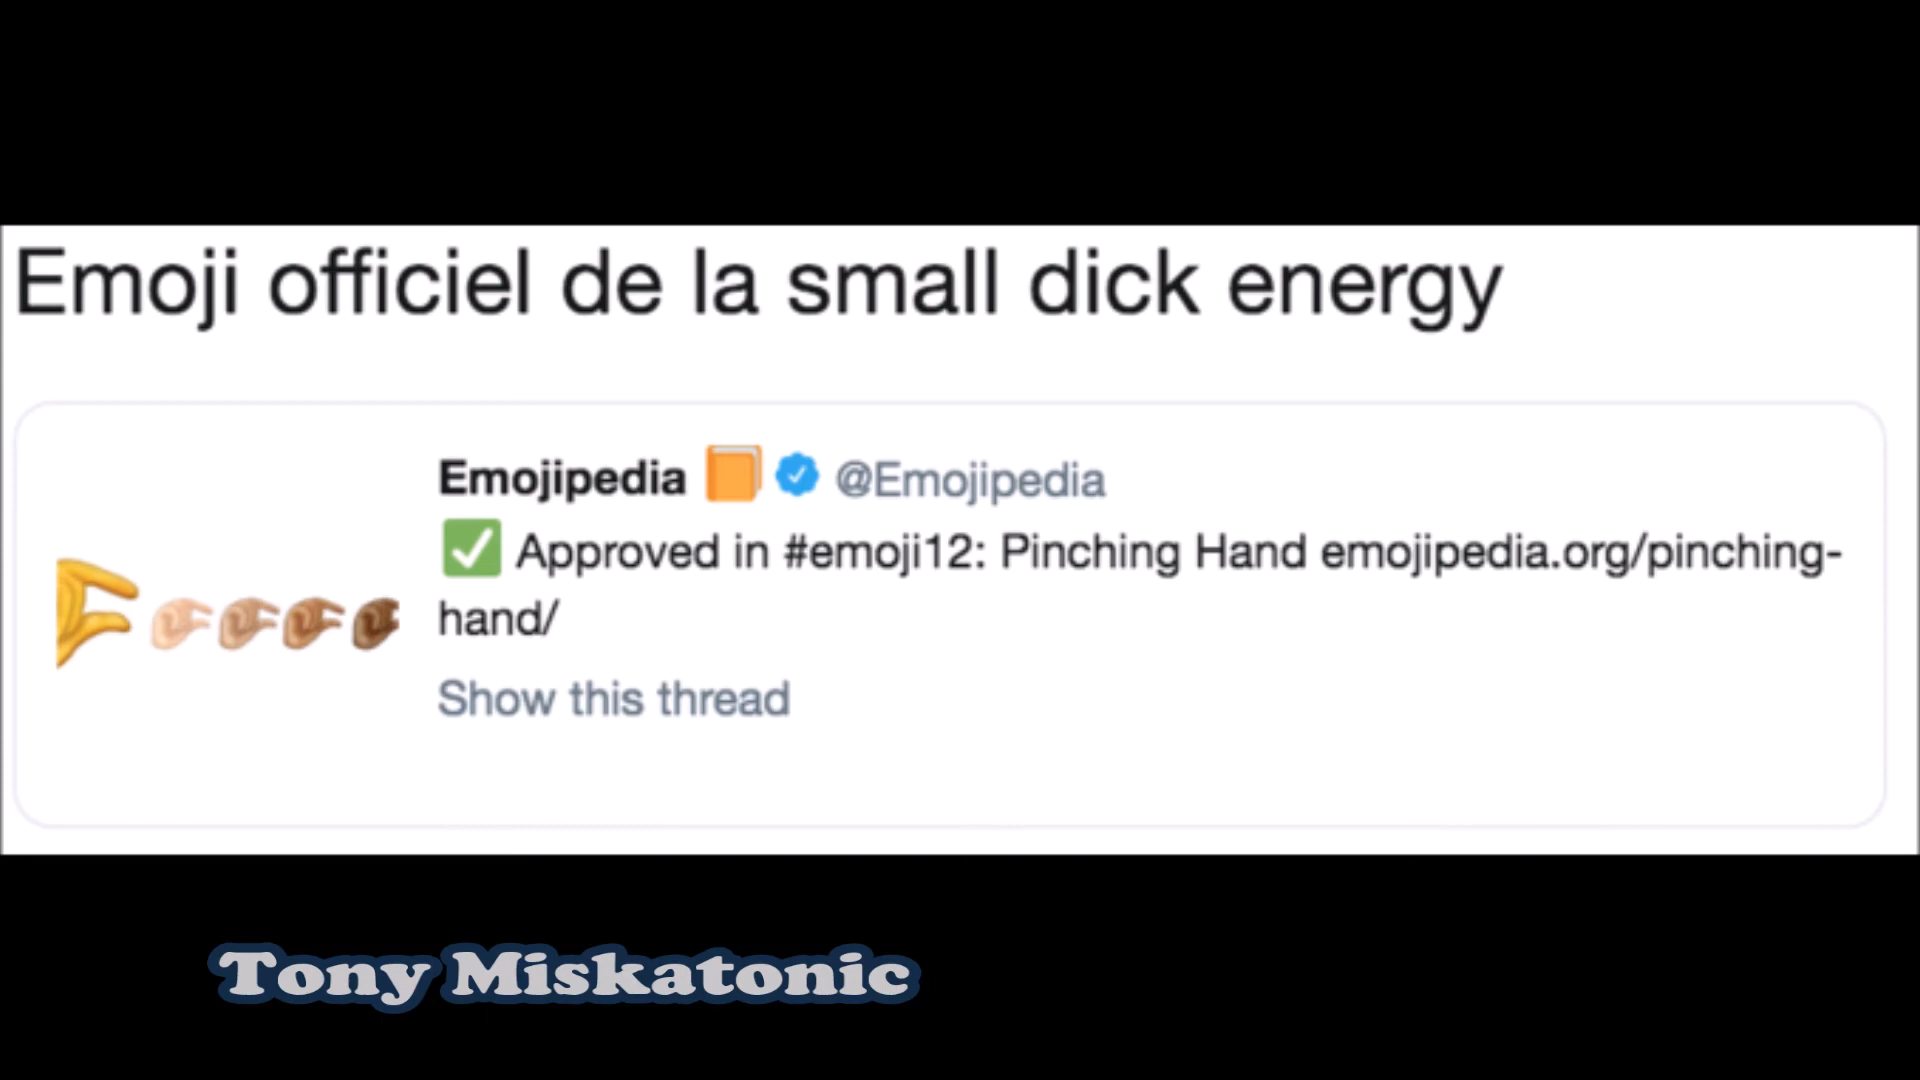 Emoji officiel de la small dick energy
Emojipedia 📙 @Emojipedia
✅ Approved in #emoji12: Pinching Hand emojipedia.org/pinching-
hand/
Show this thread
Tony Miskatonic